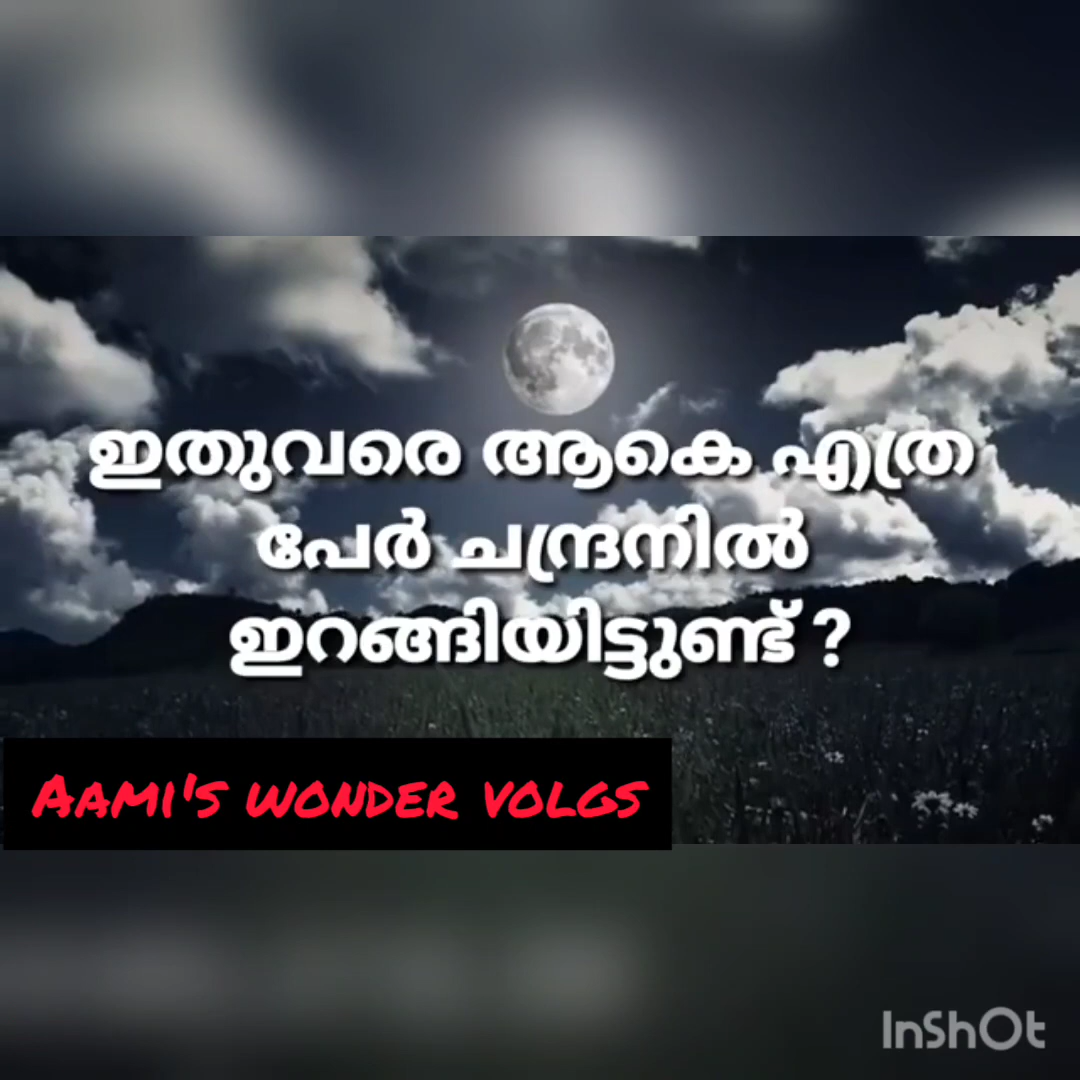 ഇതുവരെ ആകെ എത്ര
പേർ ചന്ദ്രനിൽ
ഇറങ്ങിയിട്ടുണ്ട് ?
AAMI'S WONDER VOLGS
InShOt